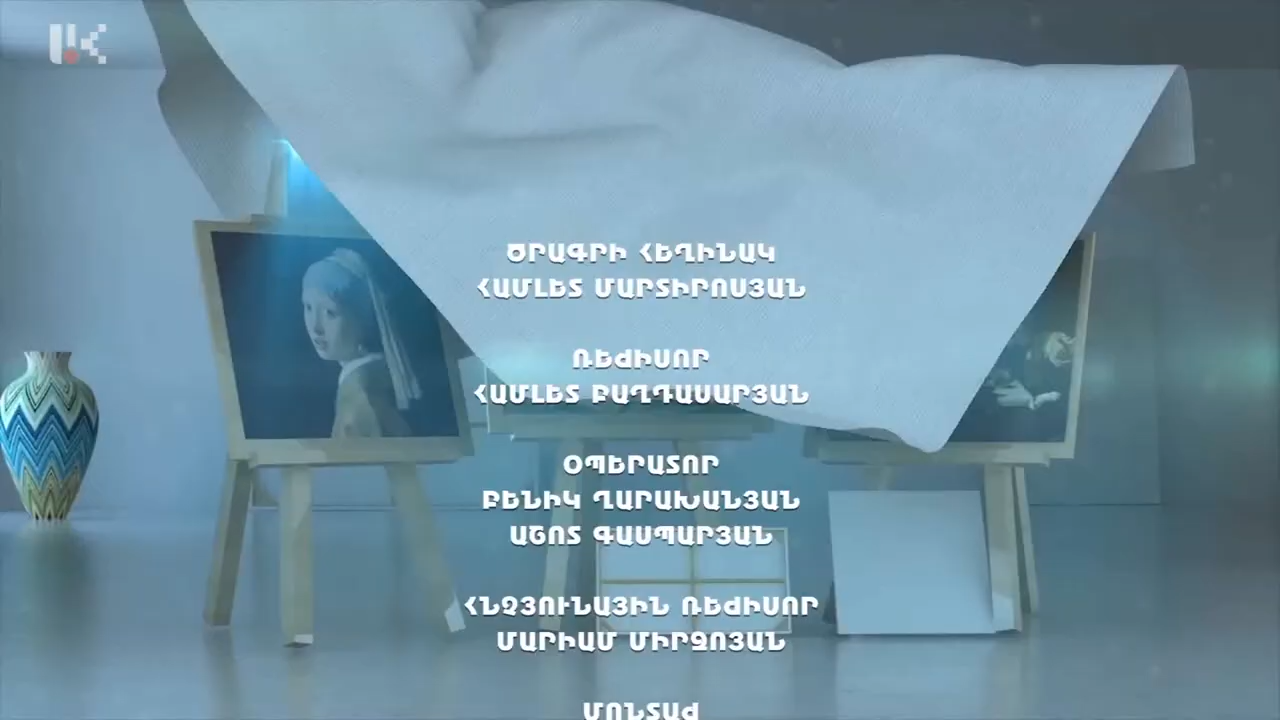 ԾՐԱԳՐԻ ՀԵՂԻՆԱԿ
ՀԱՄԼԵՏ ՄԱՐՏԻՐՈՍՅԱՆ
ՌԵԺԻՍՈՐ
ՀԱՄԼԵՏ ԲԱՂԴԱՍԱՐՅԱՆ
ՕՊԵՐԱՏՈՐ
ԲԵՆԻԿ ՂԱՐԱԽԱՆՅԱՆ
ԱՇՈՏ ԳԱՍՊԱՐՅԱՆ
ՀՆՉՅՈՒՆԱՅԻՆ ՌԵԺԻՍՈՐ
ՄԱՐԻԱՄ ՄԻՐԶՈՅԱՆ
ՄՈՆՏԱԺ